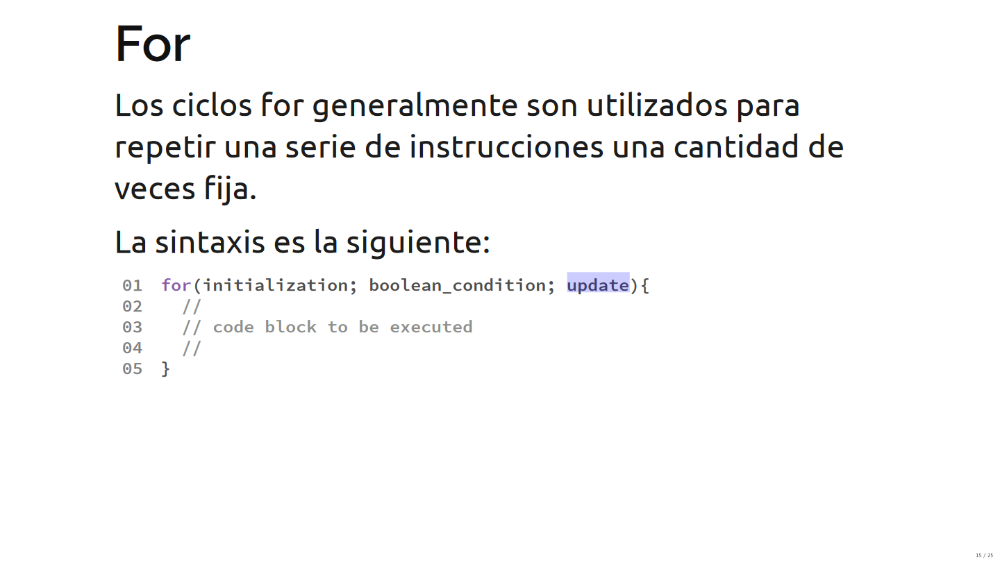 For
Los ciclos for generalmente son utilizados para
repetir una serie de instrucciones una cantidad de
veces fija.
La sintaxis es la siguiente:
01 for(initialization; boolean_condition; update){
02   //
03   // code block to be executed
04   //
05 }
15 / 25